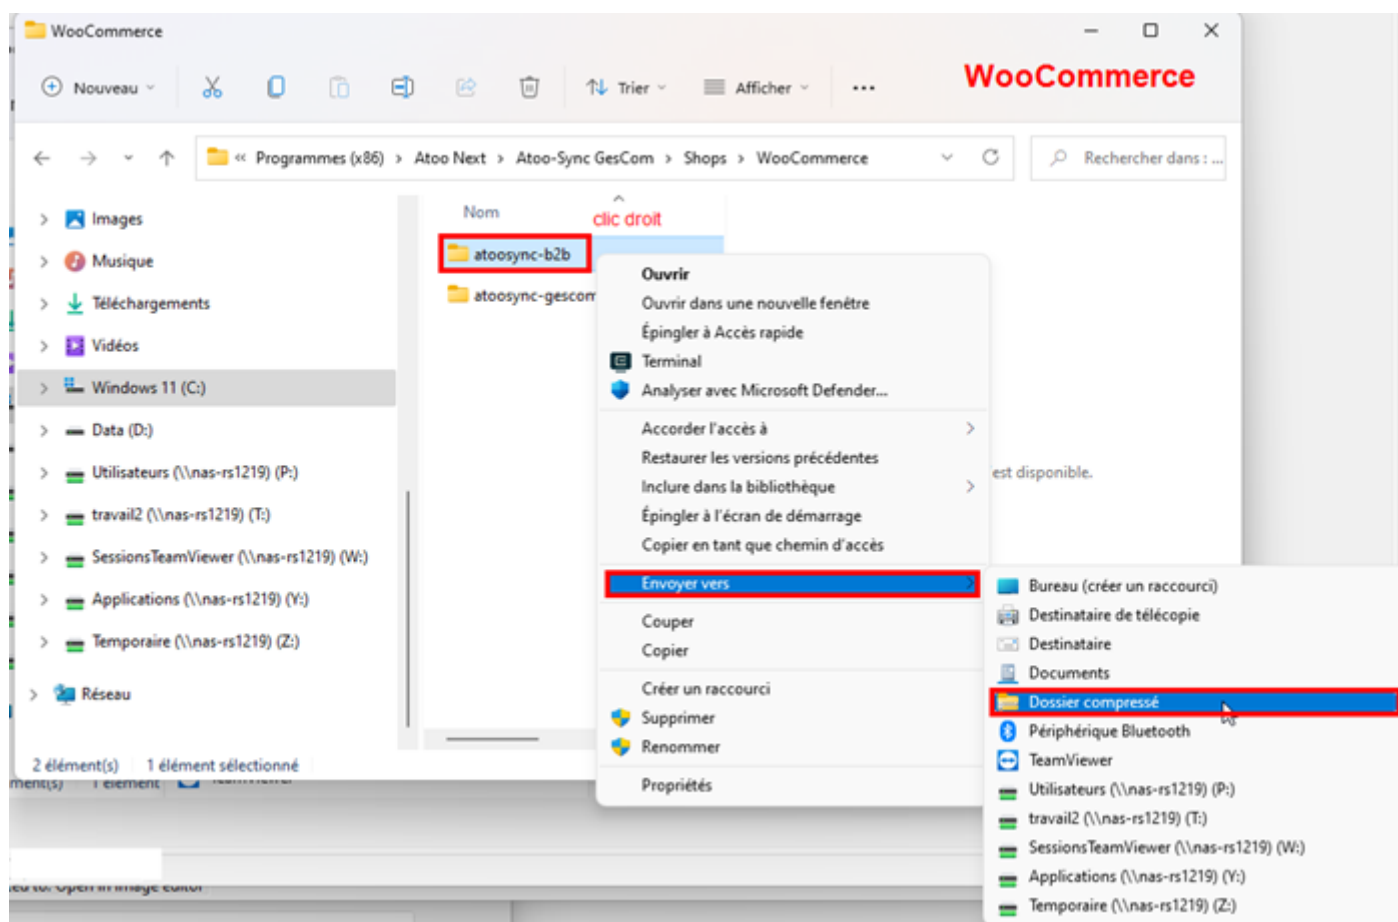 WooCommerce
Nouveau
Trier
Afficher
...
WooCommerce
« Programmes (x86) > Atoo Next > Atoo-Sync GesCom > Shops > WooCommerce
Rechercher dans : ...
Images
Musique
Téléchargements
Vidéos
Windows 11 (C:)
Data (D:)
Utilisateurs (\\nas-rs1219) (P:)
travail2 (\\nas-rs1219) (T:)
SessionsTeamViewer (\\nas-rs1219) (W:)
Applications (\\nas-rs1219) (Y:)
Temporaire (\\nas-rs1219) (Z:)
Réseau
2 élément(s) 1 élément sélectionné
Nom
clic droit
atoosync-b2b
atoosync-gescom
Ouvrir
Ouvrir dans une nouvelle fenêtre
Épingler à Accès rapide
Terminal
Analyser avec Microsoft Defender...
Accorder l'accès à
Restaurer les versions précédentes
Inclure dans la bibliothèque
Épingler à l'écran de démarrage
Copier en tant que chemin d'accès
Envoyer vers
Couper
Copier
Créer un raccourci
Supprimer
Renommer
Propriétés
est disponible.
Bureau (créer un raccourci)
Destinataire de télécopie
Destinataire
Documents
Dossier compressé
Périphérique Bluetooth
TeamViewer
Utilisateurs (\\nas-rs1219) (P:)
travail2 (\\nas-rs1219) (T:)
SessionsTeamViewer (\\nas-rs1219) (W:)
Applications (\\nas-rs1219) (Y:)
Temporaire (\\nas-rs1219) (Z:)
to: Open in image editor